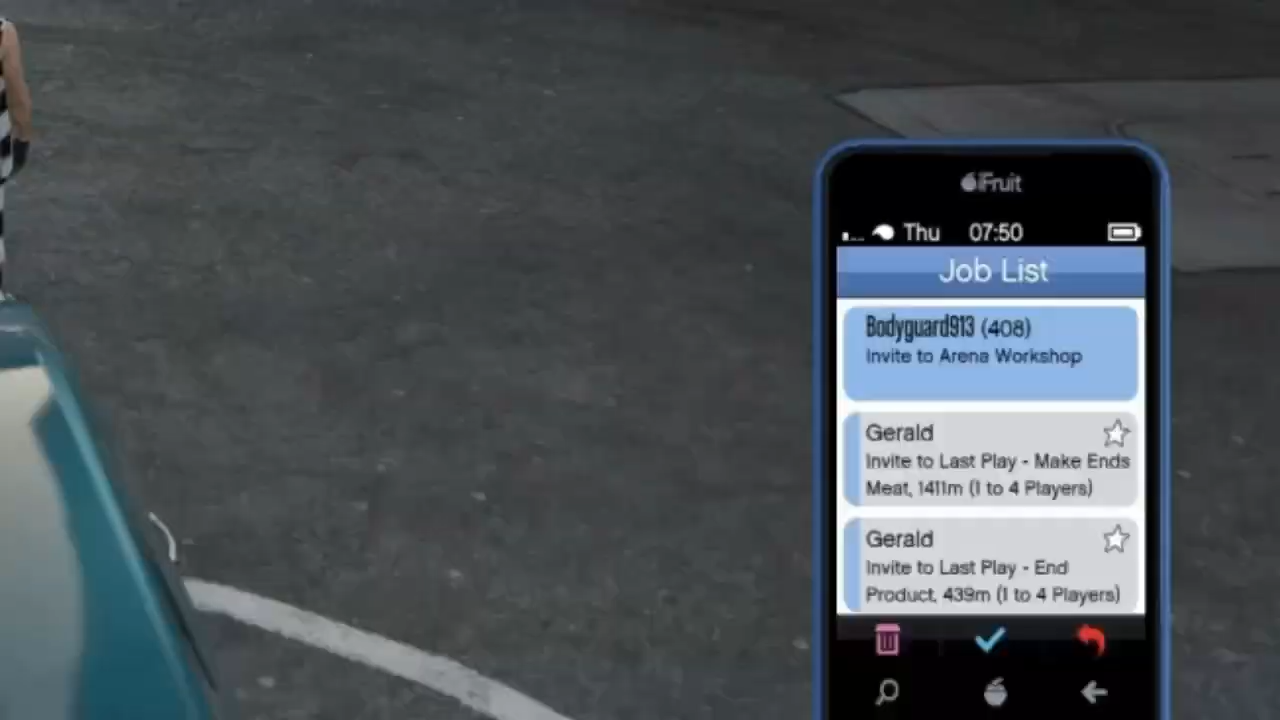 iFruit
Thu 07:50
Job List
Bodyguard913 (408)
Invite to Arena Workshop
Gerald
Invite to Last Play - Make Ends
Meat, 1411m (1 to 4 Players)
Gerald
Invite to Last Play - End
Product, 439m (1 to 4 Players)